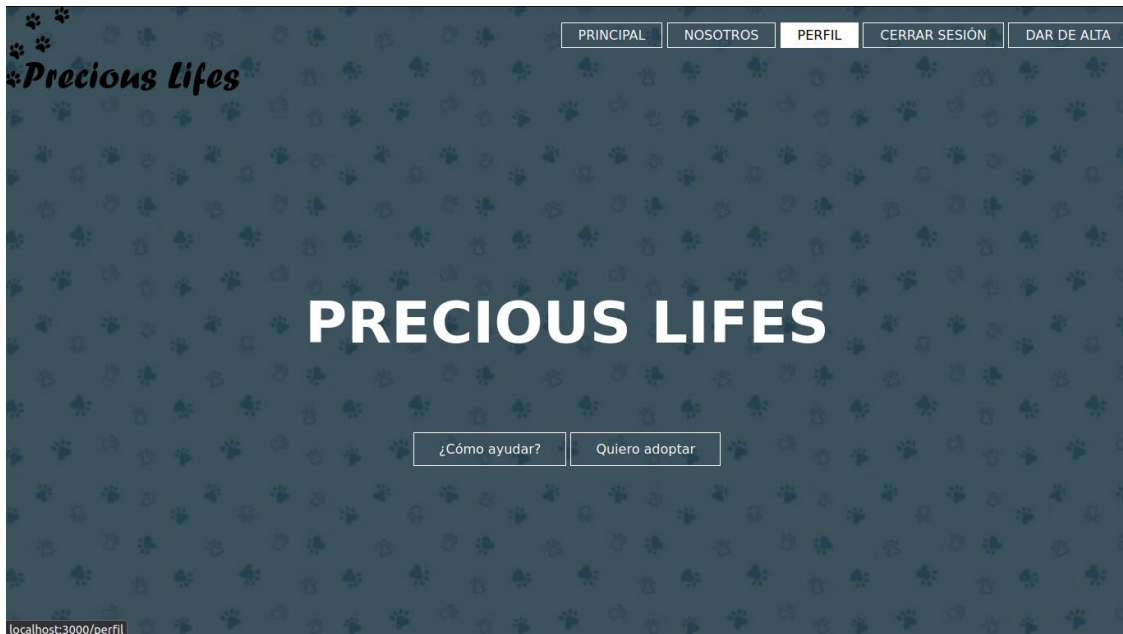 PRINCIPAL NOSOTROS PERFIL CERRAR SESIÓN DAR DE ALTA
Precious Lifes
PRECIOUS LIFES
¿Cómo ayudar? Quiero adoptar
localhost:3000/perfil